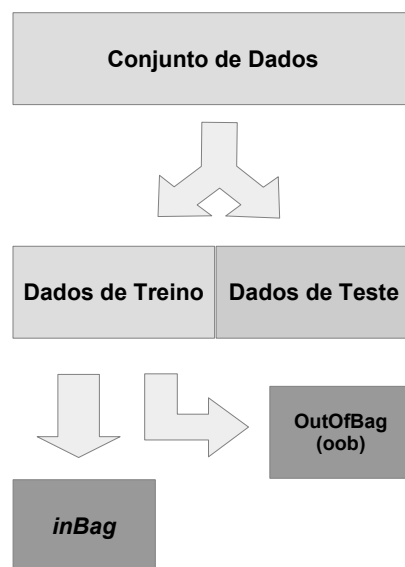 Conjunto de Dados
Dados de Treino
Dados de Teste
OutOfBag
(oob)
inBag